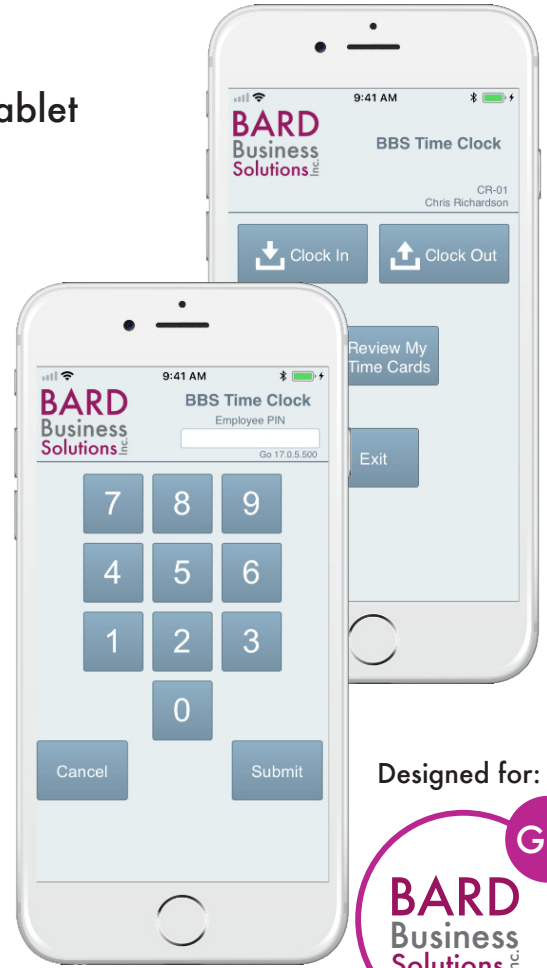 ablet
9:41 AM
BARD
Business
Solutions Inc.
BBS Time Clock
CR-01
Chris Richardson
Clock In
Clock Out
Review My
Time Cards
Exit
9:41 AM
BARD
Business
Solutions Inc.
BBS Time Clock
Employee PIN
Go 17.0.5.500
7 8 9
4 5 6
1 2 3
0
Cancel
Submit
Designed for:
G
BARD
Business
Solutions